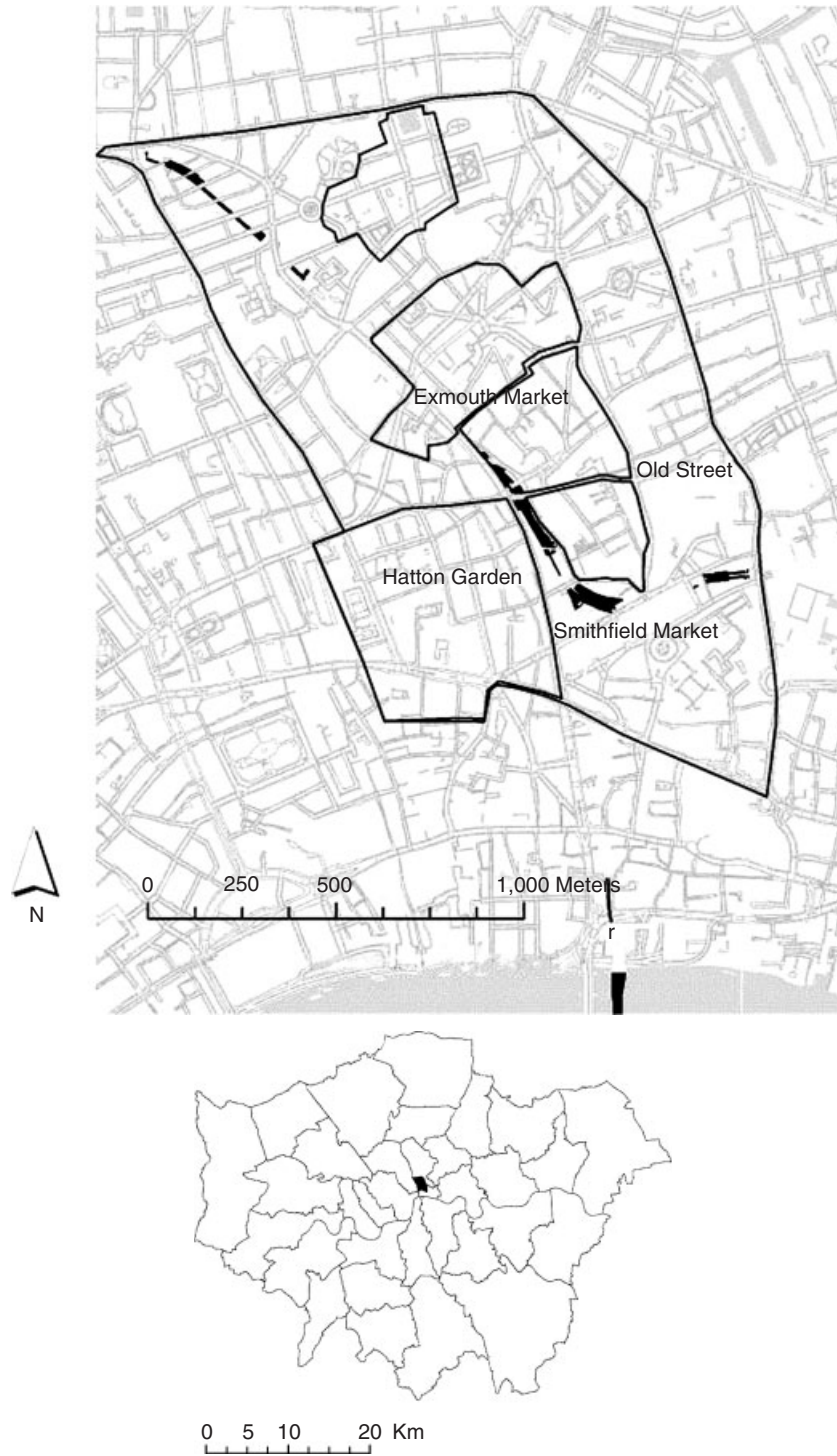 Exmouth Market
Old Street
Hatton Garden
Smithfield Market
0 250 500 1,000 Meters
N
r
0 5 10 20 Km